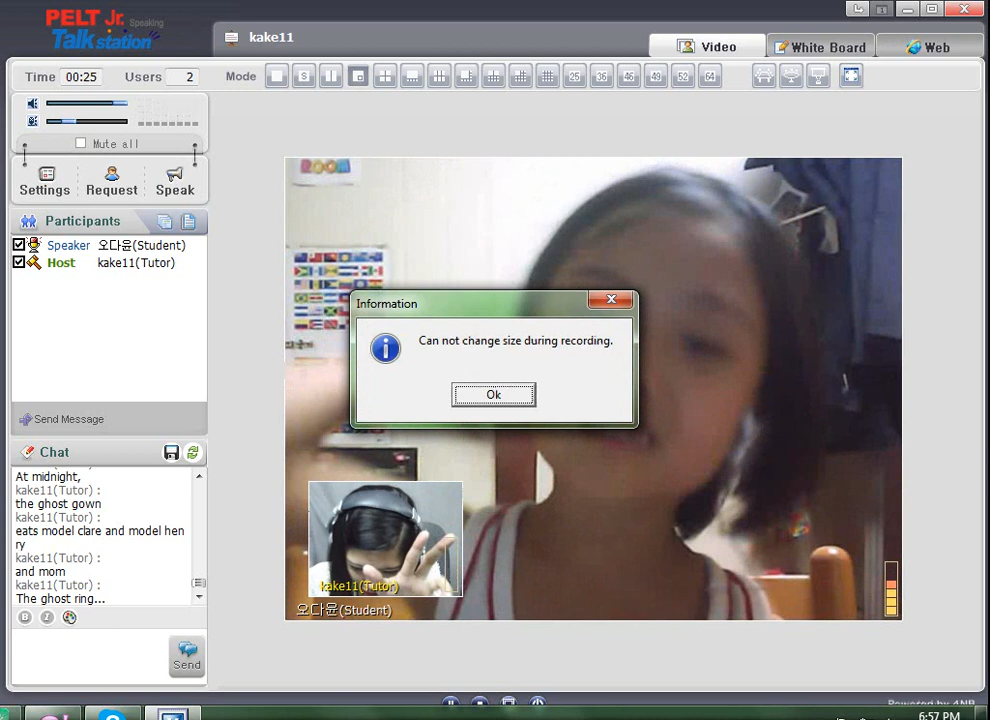 PELT Jr. Speaking
Talk station
kake11
Video
White Board
Web
Time 00:25 Users 2
Mode
S
25 36 46 49 52 64
Mute all
Settings Request Speak
Participants
Speaker 오다윤(Student)
Host kake11(Tutor)
Send Message
Chat
At midnight,
kake11(Tutor) :
the ghost gown
kake11(Tutor) :
eats model clare and model hen
ry
kake11(Tutor) :
and mom
kake11(Tutor) :
The ghost ring...
B I
Send
ROOM
Information
Can not change size during recording.
Ok
kake11(Tutor)
오다윤(Student)
Powered by 4NB
6:57 PM